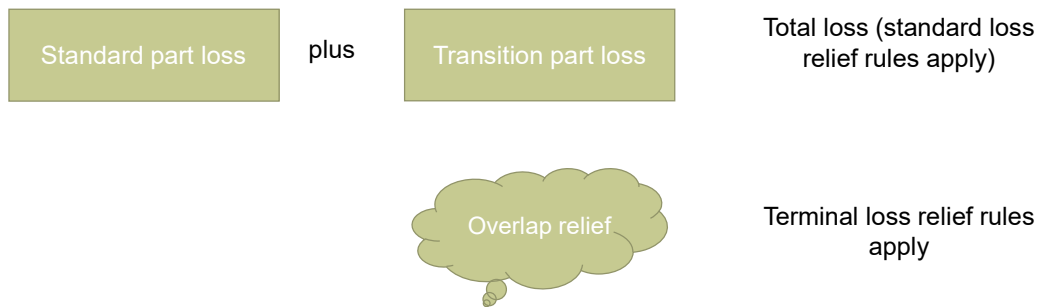 Standard part loss
plus
Transition part loss
Total loss (standard loss
relief rules apply)
Overlap relief
Terminal loss relief rules
apply